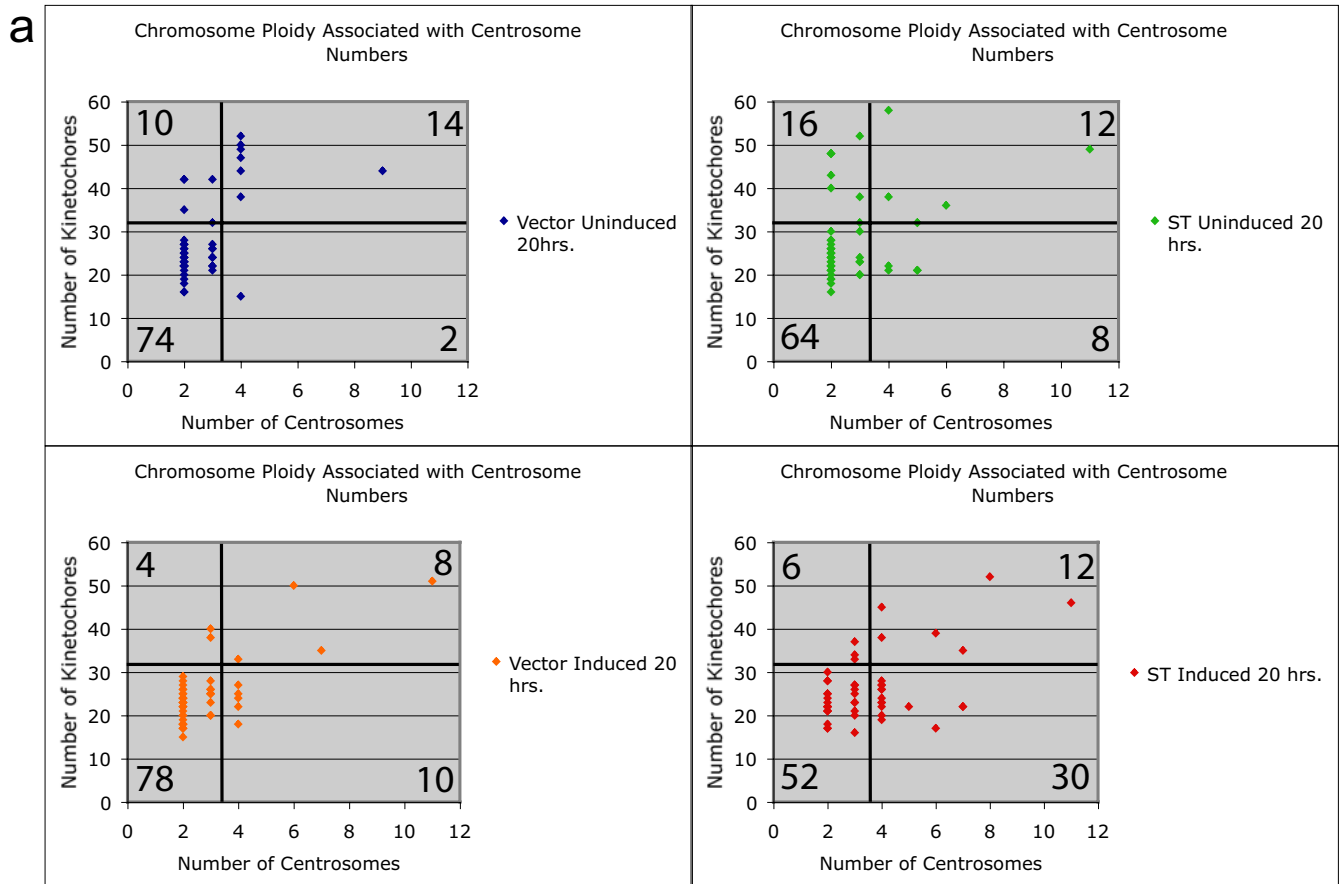 a
Chromosome Ploidy Associated with Centrosome
Numbers
Number of Kinetochores
60
50
40
30
20
10
0
10
14
74
2
0 2 4 6 8 10 12
Number of Centrosomes
Vector Uninduced
20hrs.
Chromosome Ploidy Associated with Centrosome
Numbers
Number of Kinetochores
60
50
40
30
20
10
0
16
12
64
8
0 2 4 6 8 10 12
Number of Centrosomes
ST Uninduced 20
hrs.
Chromosome Ploidy Associated with Centrosome
Numbers
Number of Kinetochores
60
50
40
30
20
10
0
4
8
78
10
0 2 4 6 8 10 12
Number of Centrosomes
Vector Induced 20
hrs.
Chromosome Ploidy Associated with Centrosome
Numbers
Number of Kinetochores
60
50
40
30
20
10
0
6
12
52
30
0 2 4 6 8 10 12
Number of Centrosomes
ST Induced 20 hrs.